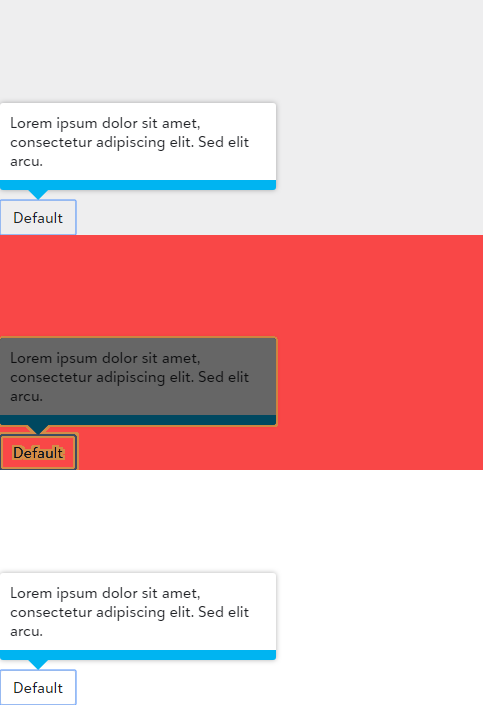 Lorem ipsum dolor sit amet,
consectetur adipiscing elit. Sed elit
arcu.
Default
Lorem ipsum dolor sit amet,
consectetur adipiscing elit. Sed elit
arcu.
Default
Lorem ipsum dolor sit amet,
consectetur adipiscing elit. Sed elit
arcu.
Default